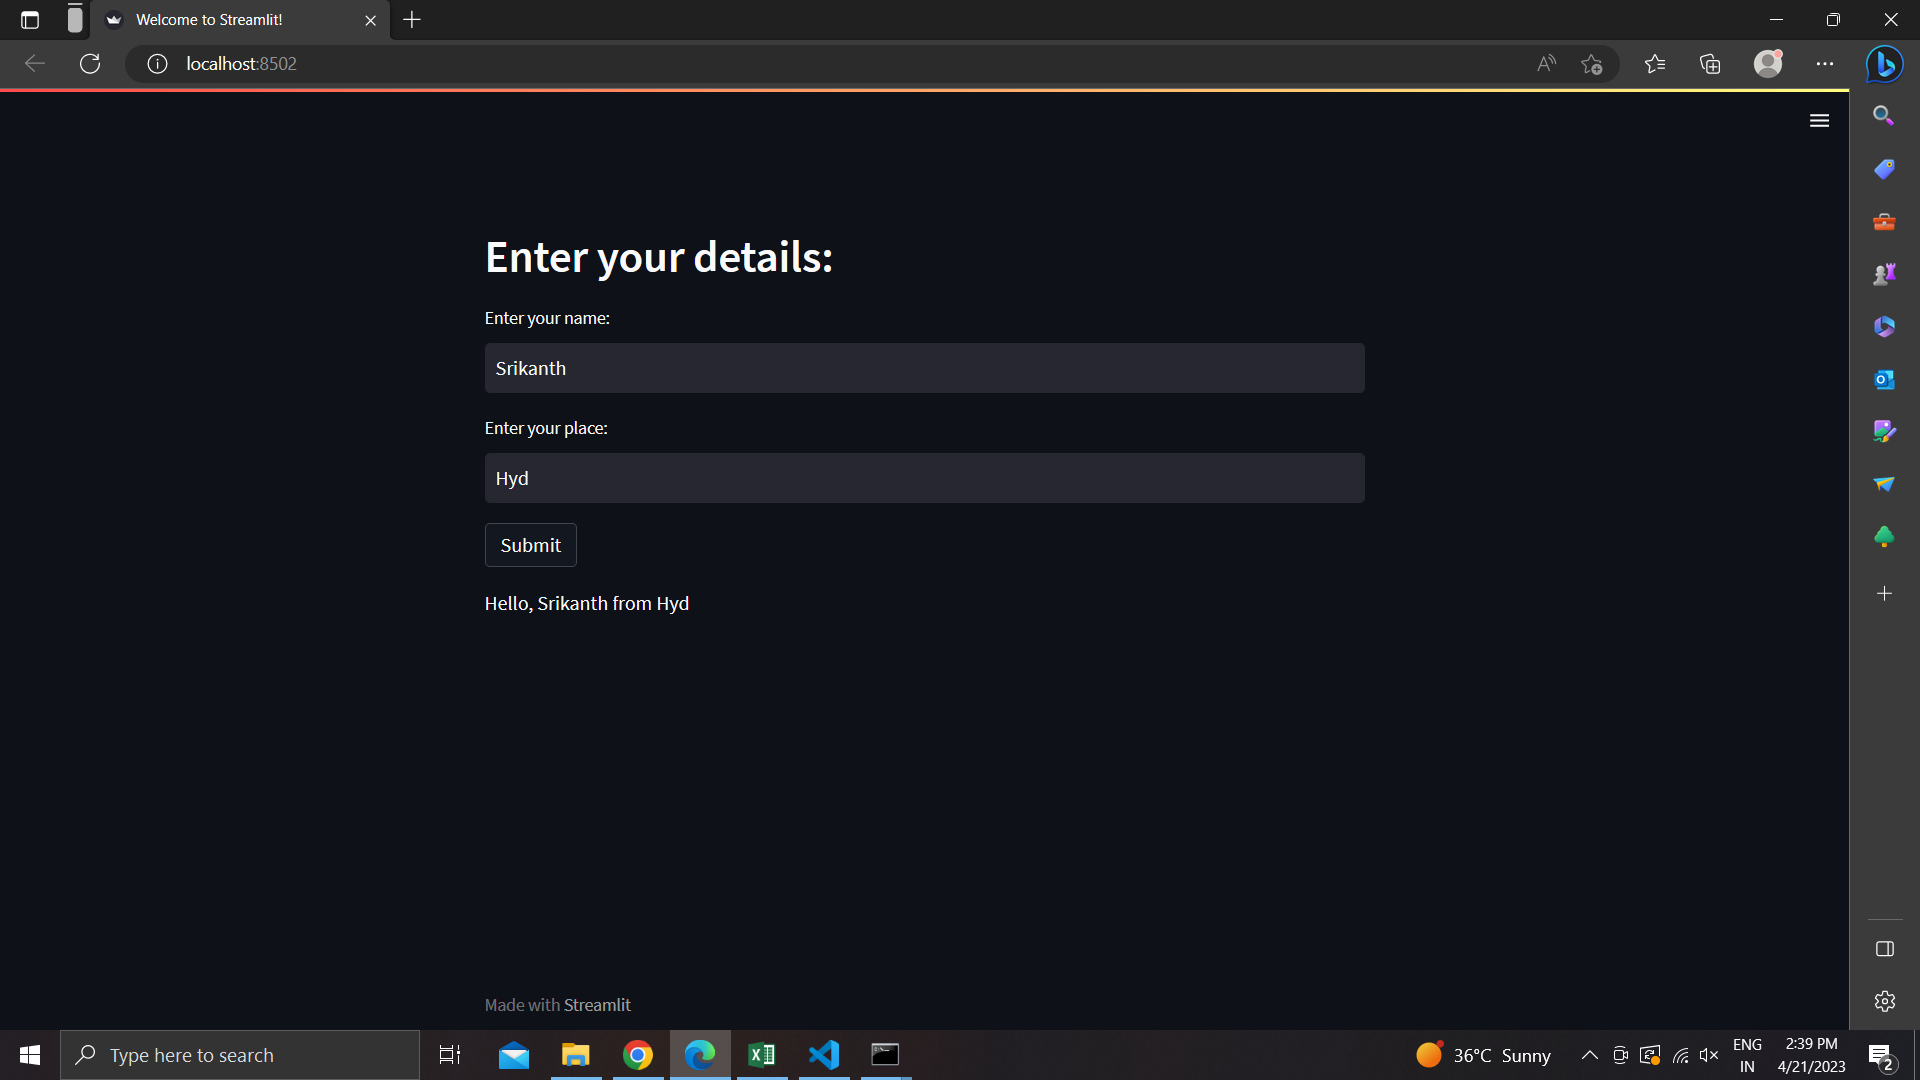 Welcome to Streamlit!
localhost:8502
Enter your details:
Enter your name:
Srikanth
Enter your place:
Hyd
Submit
Hello, Srikanth from Hyd
Made with Streamlit
Type here to search
36°C Sunny
ENG
IN
2:39 PM
4/21/2023
2